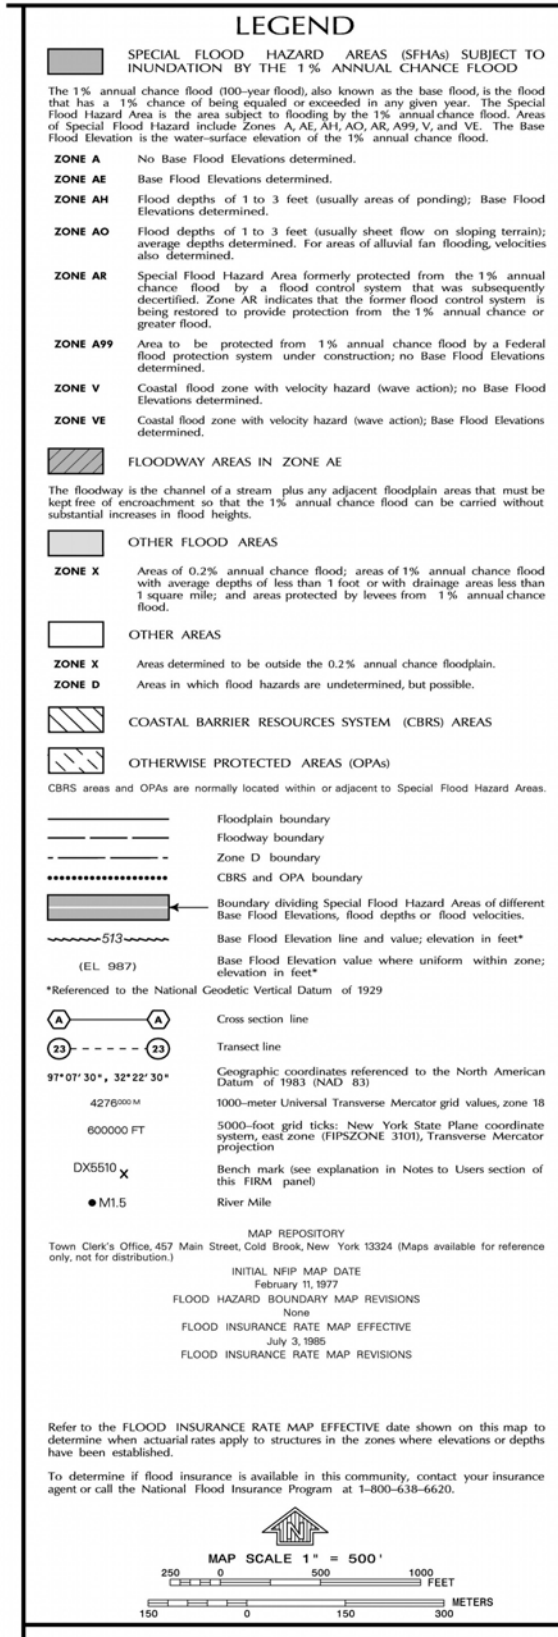 LEGEND
SPECIAL FLOOD HAZARD AREAS (SFHAs) SUBJECT TO
INUNDATION BY THE 1% ANNUAL CHANCE FLOOD
The 1% annual chance flood (100-year flood), also known as the base flood, is the flood
that has a 1% chance of being equaled or exceeded in any given year. The Special
Flood Hazard Area is the area subject to flooding by the 1% annual chance flood. Areas
of Special Flood Hazard include Zones A, AE, AH, AO, AR, A99, V, and VE. The Base
Flood Elevation is the water-surface elevation of the 1% annual chance flood.
ZONE A No Base Flood Elevations determined.
ZONE AE Base Flood Elevations determined.
ZONE AH Flood depths of 1 to 3 feet (usually areas of ponding); Base Flood
Elevations determined.
ZONE AO Flood depths of 1 to 3 feet (usually sheet flow on sloping terrain);
average depths determined. For areas of alluvial fan flooding, velocities
also determined.
ZONE AR Special Flood Hazard Area formerly protected from the 1% annual
chance flood by a flood control system that was subsequently
decertified. Zone AR indicates that the former flood control system is
being restored to provide protection from the 1% annual chance or
greater flood.
ZONE A99 Area to be protected from 1% annual chance flood by a Federal
flood protection system under construction; no Base Flood Elevations
determined.
ZONE V Coastal flood zone with velocity hazard (wave action); no Base Flood
Elevations determined.
ZONE VE Coastal flood zone with velocity hazard (wave action); Base Flood Elevations
determined.
FLOODWAY AREAS IN ZONE AE
The floodway is the channel of a stream plus any adjacent floodplain areas that must be
kept free of encroachment so that the 1% annual chance flood can be carried without
substantial increases in flood heights.
OTHER FLOOD AREAS
ZONE X Areas of 0.2% annual chance flood; areas of 1% annual chance flood
with average depths of less than 1 foot or with drainage areas less than
1 square mile; and areas protected by levees from 1% annual chance
flood.
OTHER AREAS
ZONE X Areas determined to be outside the 0.2% annual chance floodplain.
ZONE D Areas in which flood hazards are undetermined, but possible.
COASTAL BARRIER RESOURCES SYSTEM (CBRS) AREAS
OTHERWISE PROTECTED AREAS (OPAs)
CBRS areas and OPAs are normally located within or adjacent to Special Flood Hazard Areas.
Floodplain boundary
Floodway boundary
Zone D boundary
CBRS and OPA boundary
Boundary dividing Special Flood Hazard Areas of different
Base Flood Elevations, flood depths or flood velocities.
513 Base Flood Elevation line and value; elevation in feet*
(EL 987) Base Flood Elevation value where uniform within zone;
elevation in feet*
*Referenced to the National Geodetic Vertical Datum of 1929
A A Cross section line
23 23 Transect line
97°07'30", 32°22'30" Geographic coordinates referenced to the North American
Datum of 1983 (NAD 83)
4276000 M 1000-meter Universal Transverse Mercator grid values, zone 18
600000 FT 5000-foot grid ticks: New York State Plane coordinate
system, east zone (FIPSZONE 3101), Transverse Mercator
projection
DX5510 X Bench mark (see explanation in Notes to Users section of
this FIRM panel)
● M1.5 River Mile
MAP REPOSITORY
Town Clerk's Office, 457 Main Street, Cold Brook, New York 13324 (Maps available for reference
only, not for distribution.)
INITIAL NFIP MAP DATE
February 11, 1977
FLOOD HAZARD BOUNDARY MAP REVISIONS
None
FLOOD INSURANCE RATE MAP EFFECTIVE
July 3, 1985
FLOOD INSURANCE RATE MAP REVISIONS
Refer to the FLOOD INSURANCE RATE MAP EFFECTIVE date shown on this map to
determine when actuarial rates apply to structures in the zones where elevations or depths
have been established.
To determine if flood insurance is available in this community, contact your insurance
agent or call the National Flood Insurance Program at 1-800-638-6620.
N
MAP SCALE 1" = 500'
250 0 500 1000
FEET
METERS
150 0 150 300